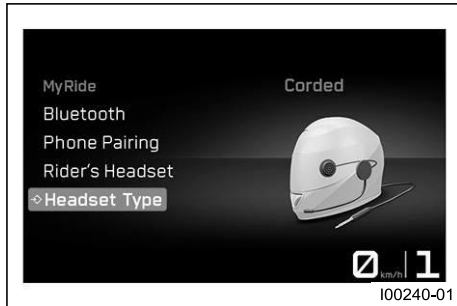 MyRide
Corded
Bluetooth
Phone Pairing
Rider's Headset
Headset Type
0 km/h 1
I00240-01